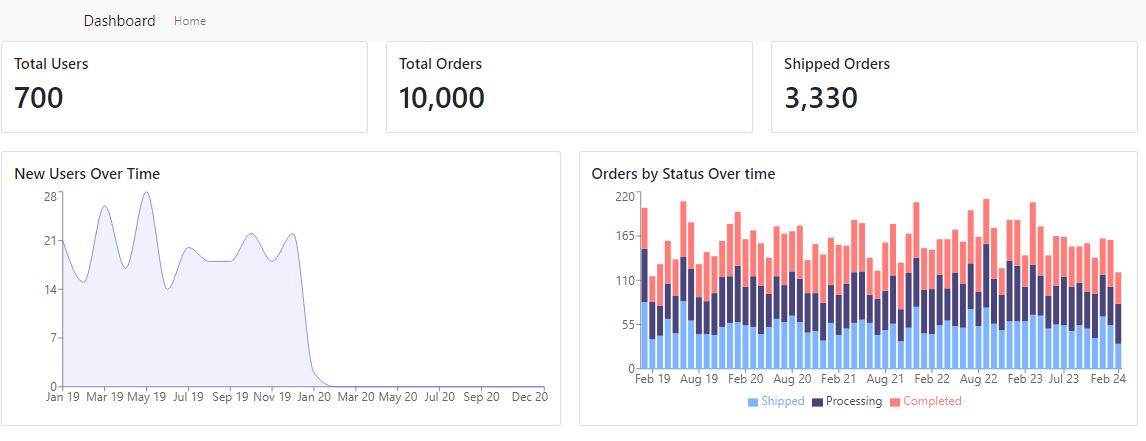 Dashboard Home
Total Users
700
Total Orders
10,000
Shipped Orders
3,330
New Users Over Time
28
21
14
7
0
Jan 19 Mar 19 May 19 Jul 19 Sep 19 Nov 19 Jan 20 Mar 20 May 20 Jul 20 Sep 20 Dec 20
Orders by Status Over time
220
165
110
55
0
Feb 19 Aug 19 Feb 20 Aug 20 Feb 21 Aug 21 Feb 22 Aug 22 Feb 23 Jul 23 Feb 24
Shipped Processing Completed